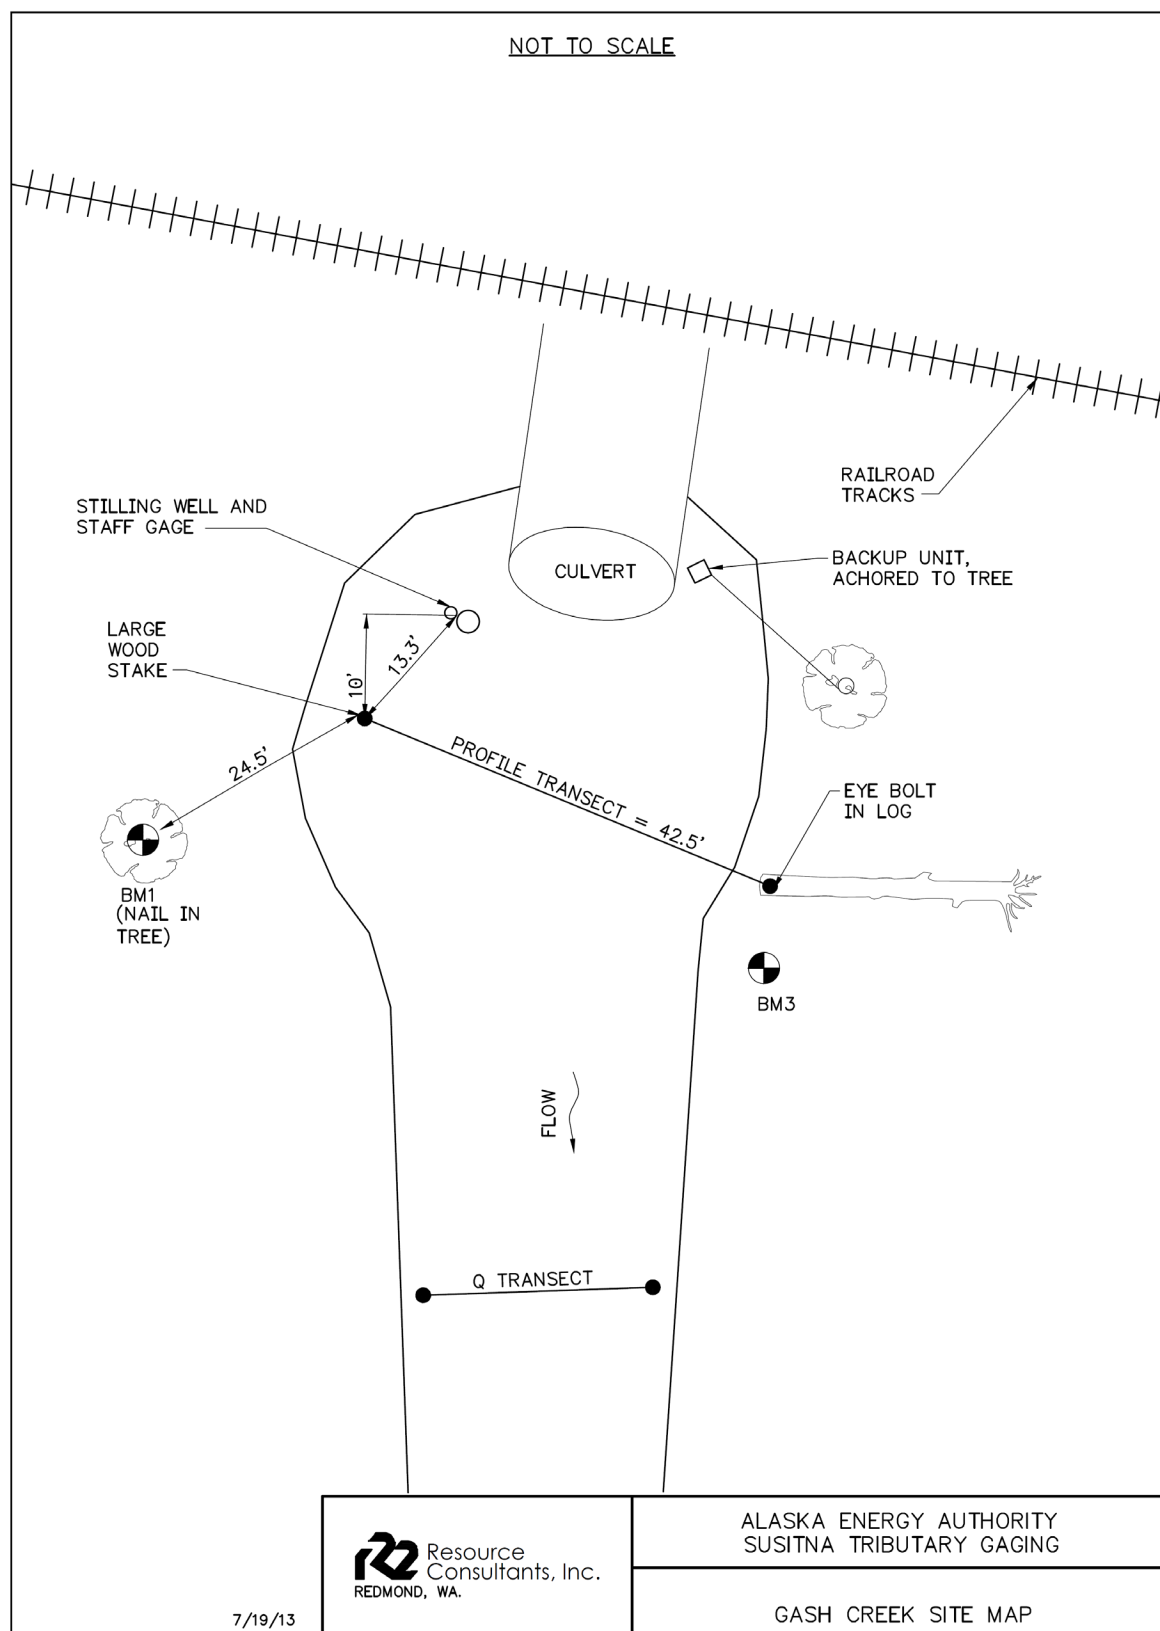 NOT TO SCALE
RAILROAD
TRACKS
STILLING WELL AND
STAFF GAGE
CULVERT
BACKUP UNIT,
ACHORED TO TREE
LARGE
WOOD
STAKE
10'
13.3'
24.5'
PROFILE TRANSECT = 42.5'
EYE BOLT
IN LOG
BM1
(NAIL IN
TREE)
BM3
FLOW
Q TRANSECT
R2
Resource
Consultants, Inc.
REDMOND, WA.
ALASKA ENERGY AUTHORITY
SUSITNA TRIBUTARY GAGING
7/19/13
GASH CREEK SITE MAP